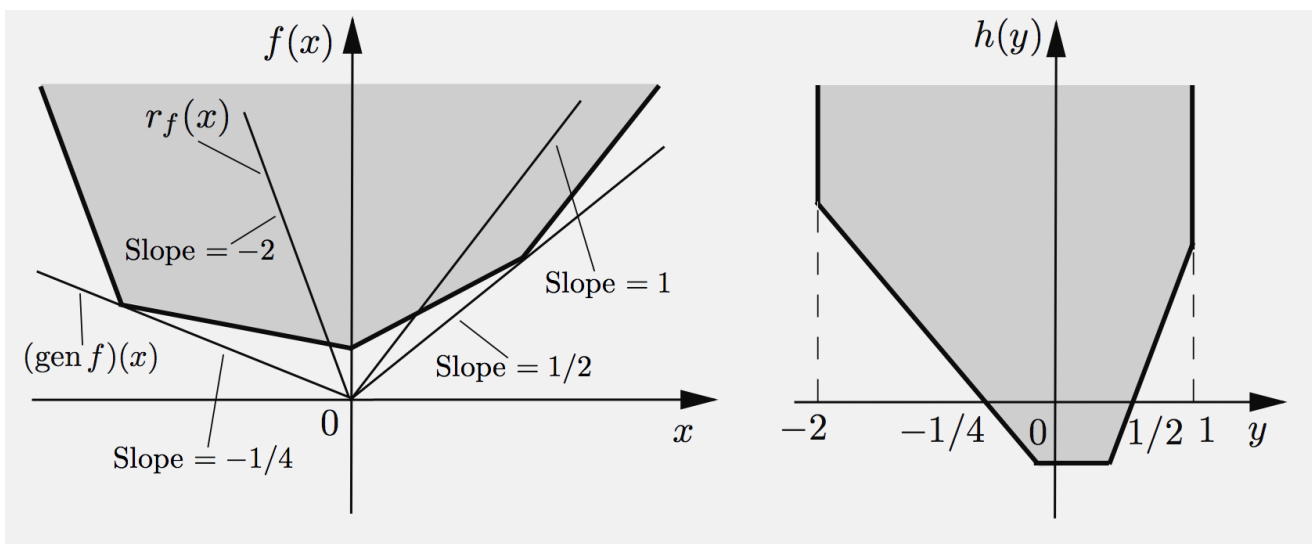 f(x)
r_f(x)
Slope = −2
Slope = 1
(gen f)(x)
Slope = 1/2
0
x
Slope = −1/4
h(y)
−2
−1/4
0
1/2
1
y